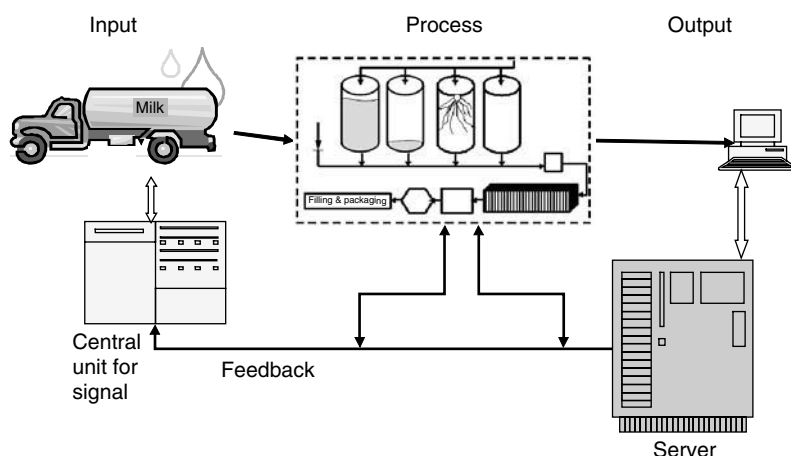 Input
Process
Output
Milk
Filling & packaging
Central
unit for
signal
Feedback
Server